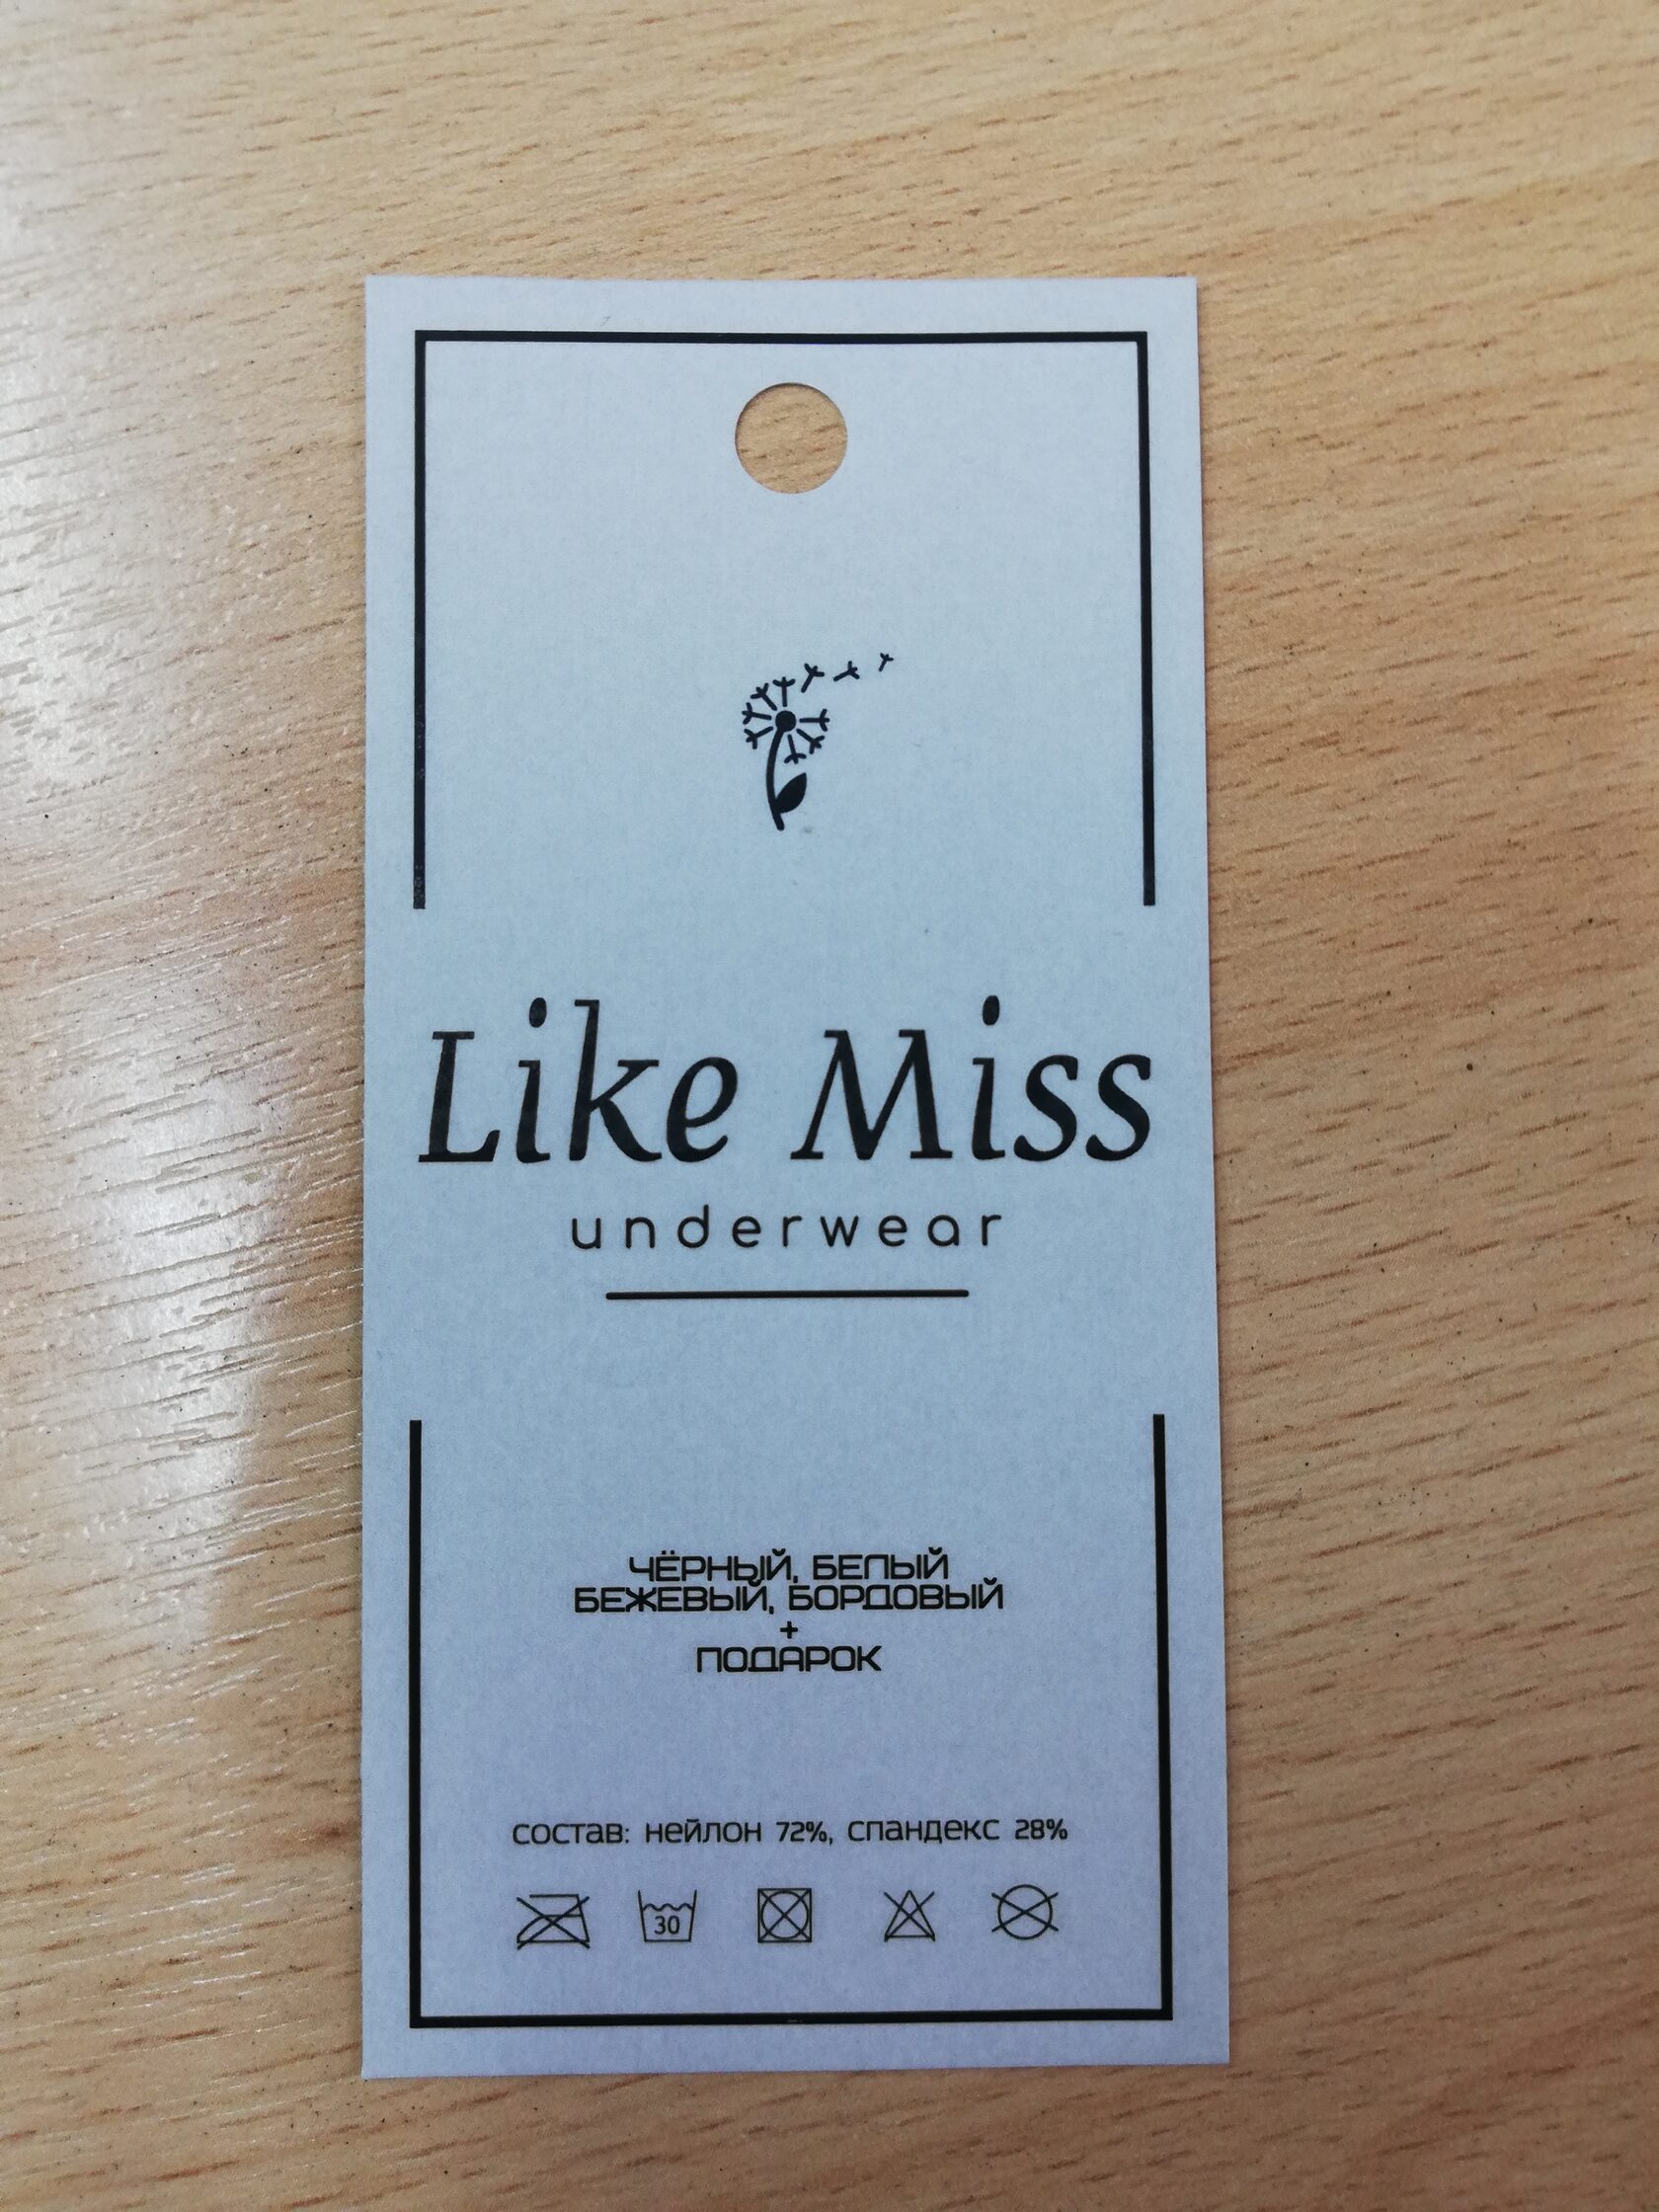 Like Miss
underwear
ЧЁРНЫЙ, БЕЛЫЙ
БЕЖЕВЫЙ, БОРДОВЫЙ
+
ПОДАРОК
состав: нейлон 72%, спандекс 28%
30